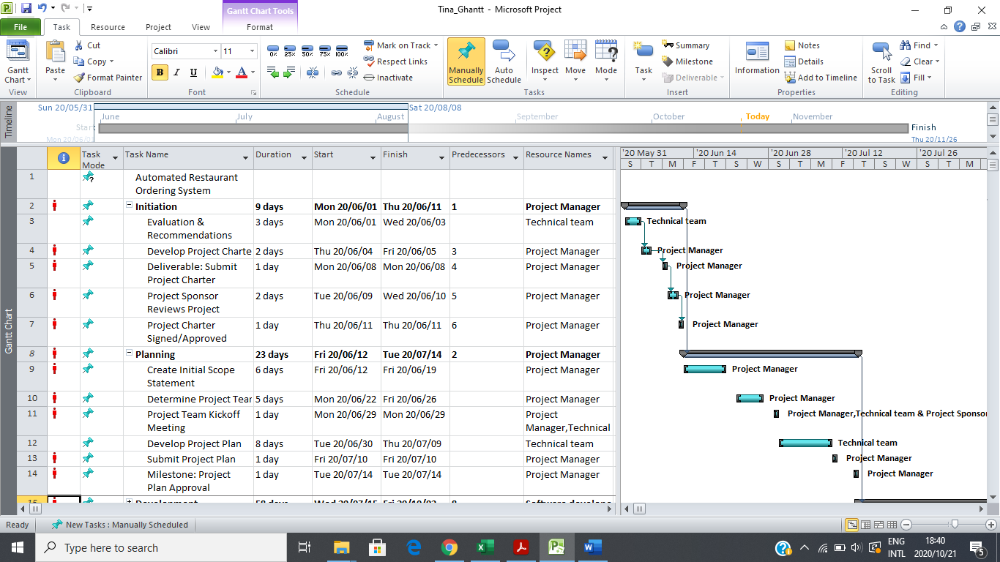 Tina_Ghantt - Microsoft Project
Gantt Chart Tools
File Task Resource Project View Format
Gantt Chart
View
Paste
Cut
Copy
Format Painter
Clipboard
Calibri 11
B I U A
Font
0% 25% 50% 75% 100%
Mark on Track
Respect Links
Inactivate
Schedule
Manually Schedule
Auto Schedule
Inspect
Move
Mode
Tasks
Task
Summary
Milestone
Deliverable
Insert
Information
Notes
Details
Add to Timeline
Properties
Scroll to Task
Find
Clear
Fill
Editing
Timeline
Sun 20/05/31 Sat 20/08/08
June July August September October Today November
Start Finish
Mon 20/06/01 Thu 20/11/26
Gantt Chart
Task Mode Task Name Duration Start Finish Predecessors Resource Names
'20 May 31 '20 Jun 14 '20 Jun 28 '20 Jul 12 '20 Jul 26
S T M F T S W S T M F T S W S T M
1 Automated Restaurant
Ordering System
2 Initiation 9 days Mon 20/06/01 Thu 20/06/11 1 Project Manager
3 Evaluation & 3 days Mon 20/06/01 Wed 20/06/03 Technical team Technical team
Recommendations
4 Develop Project Charte 2 days Thu 20/06/04 Fri 20/06/05 3 Project Manager Project Manager
5 Deliverable: Submit 1 day Mon 20/06/08 Mon 20/06/08 4 Project Manager Project Manager
Project Charter
6 Project Sponsor 2 days Tue 20/06/09 Wed 20/06/10 5 Project Manager Project Manager
Reviews Project
7 Project Charter 1 day Thu 20/06/11 Thu 20/06/11 6 Project Manager Project Manager
Signed/Approved
8 Planning 23 days Fri 20/06/12 Tue 20/07/14 2 Project Manager
9 Create Initial Scope 6 days Fri 20/06/12 Fri 20/06/19 Project Manager Project Manager
Statement
10 Determine Project Tear 5 days Mon 20/06/22 Fri 20/06/26 Project Manager Project Manager
11 Project Team Kickoff 1 day Mon 20/06/29 Mon 20/06/29 Project Project Manager,Technical team & Project Sponsor
Meeting Manager,Technical
12 Develop Project Plan 8 days Tue 20/06/30 Thu 20/07/09 Technical team Technical team
13 Submit Project Plan 1 day Fri 20/07/10 Fri 20/07/10 Project Manager Project Manager
14 Milestone: Project 1 day Tue 20/07/14 Tue 20/07/14 Project Manager Project Manager
Plan Approval
15 Development 58 days Wed 20/07/15 Fri 20/10/02 8 Software develope
Ready New Tasks : Manually Scheduled
Type here to search
ENG 18:40
INTL 2020/10/21
5